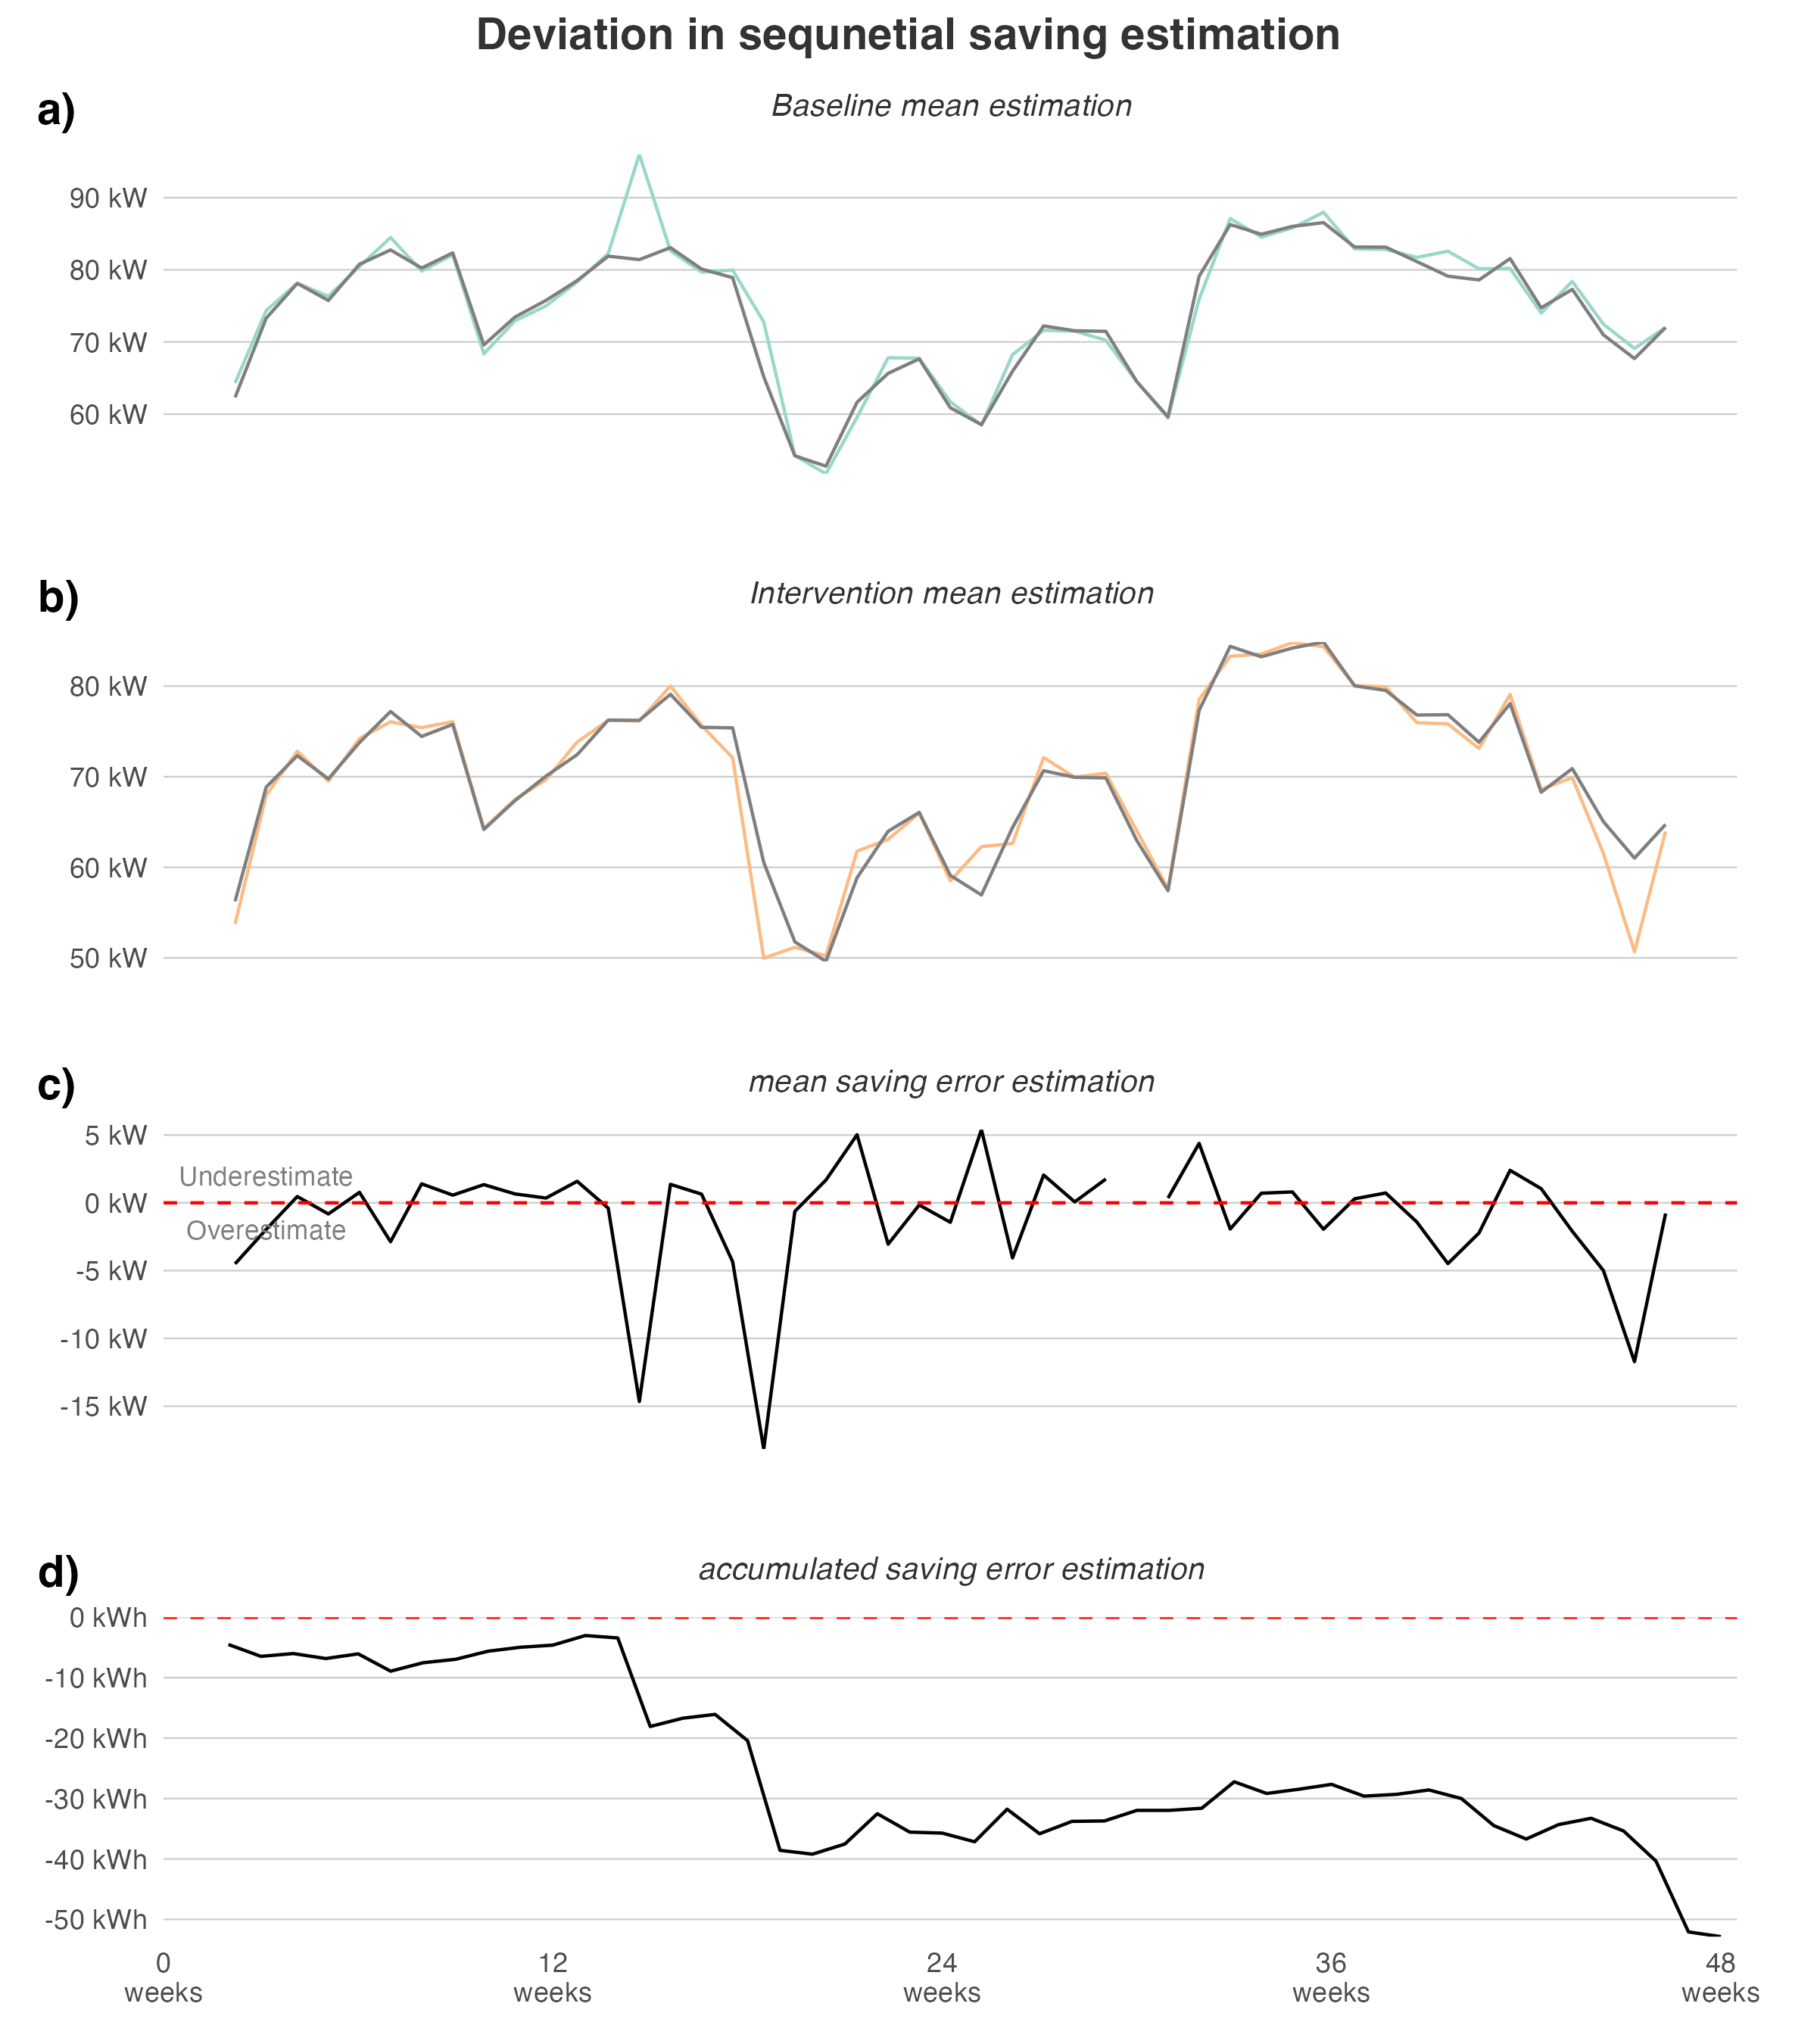 Deviation in sequnetial saving estimation
a)
Baseline mean estimation
90 kW
80 kW
70 kW
60 kW
b)
Intervention mean estimation
80 kW
70 kW
60 kW
50 kW
c)
mean saving error estimation
5 kW
Underestimate
0 kW
Overestimate
-5 kW
-10 kW
-15 kW
d)
accumulated saving error estimation
0 kWh
-10 kWh
-20 kWh
-30 kWh
-40 kWh
-50 kWh
0 12 24 36 48
weeks weeks weeks weeks weeks